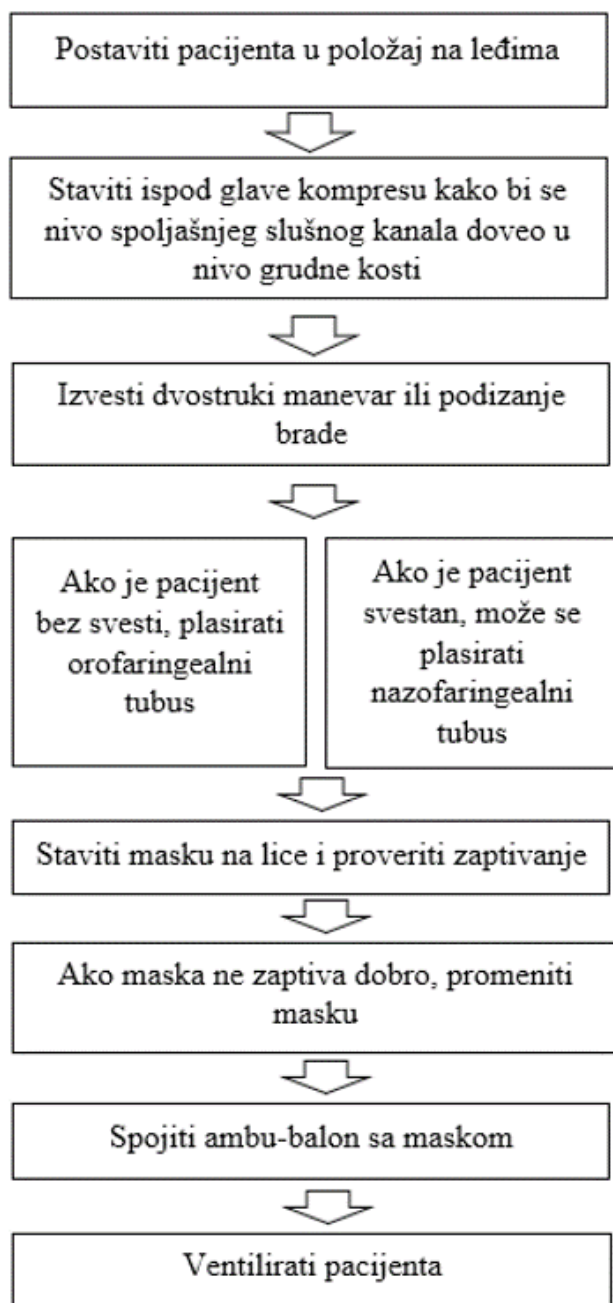 Postaviti pacijenta u položaj na leđima
Staviti ispod glave kompresu kako bi se
nivo spoljašnjeg slušnog kanala doveo u
nivo grudne kosti
Izvesti dvostruki manevar ili podizanje
brade
Ako je pacijent
bez svesti, plasirati
orofaringealni
tubus
Ako je pacijent
svestan, može se
plasirati
nazofaringealni
tubus
Staviti masku na lice i proveriti zaptivanje
Ako maska ne zaptiva dobro, promeniti
masku
Spojiti ambu-balon sa maskom
Ventilirati pacijenta